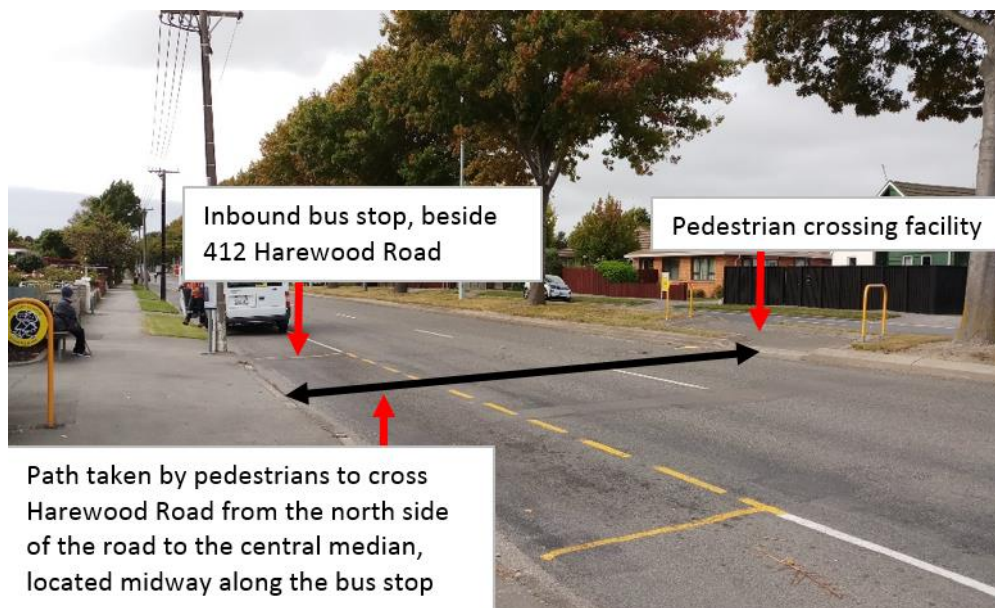 Inbound bus stop, beside
412 Harewood Road
Pedestrian crossing facility
Path taken by pedestrians to cross
Harewood Road from the north side
of the road to the central median,
located midway along the bus stop